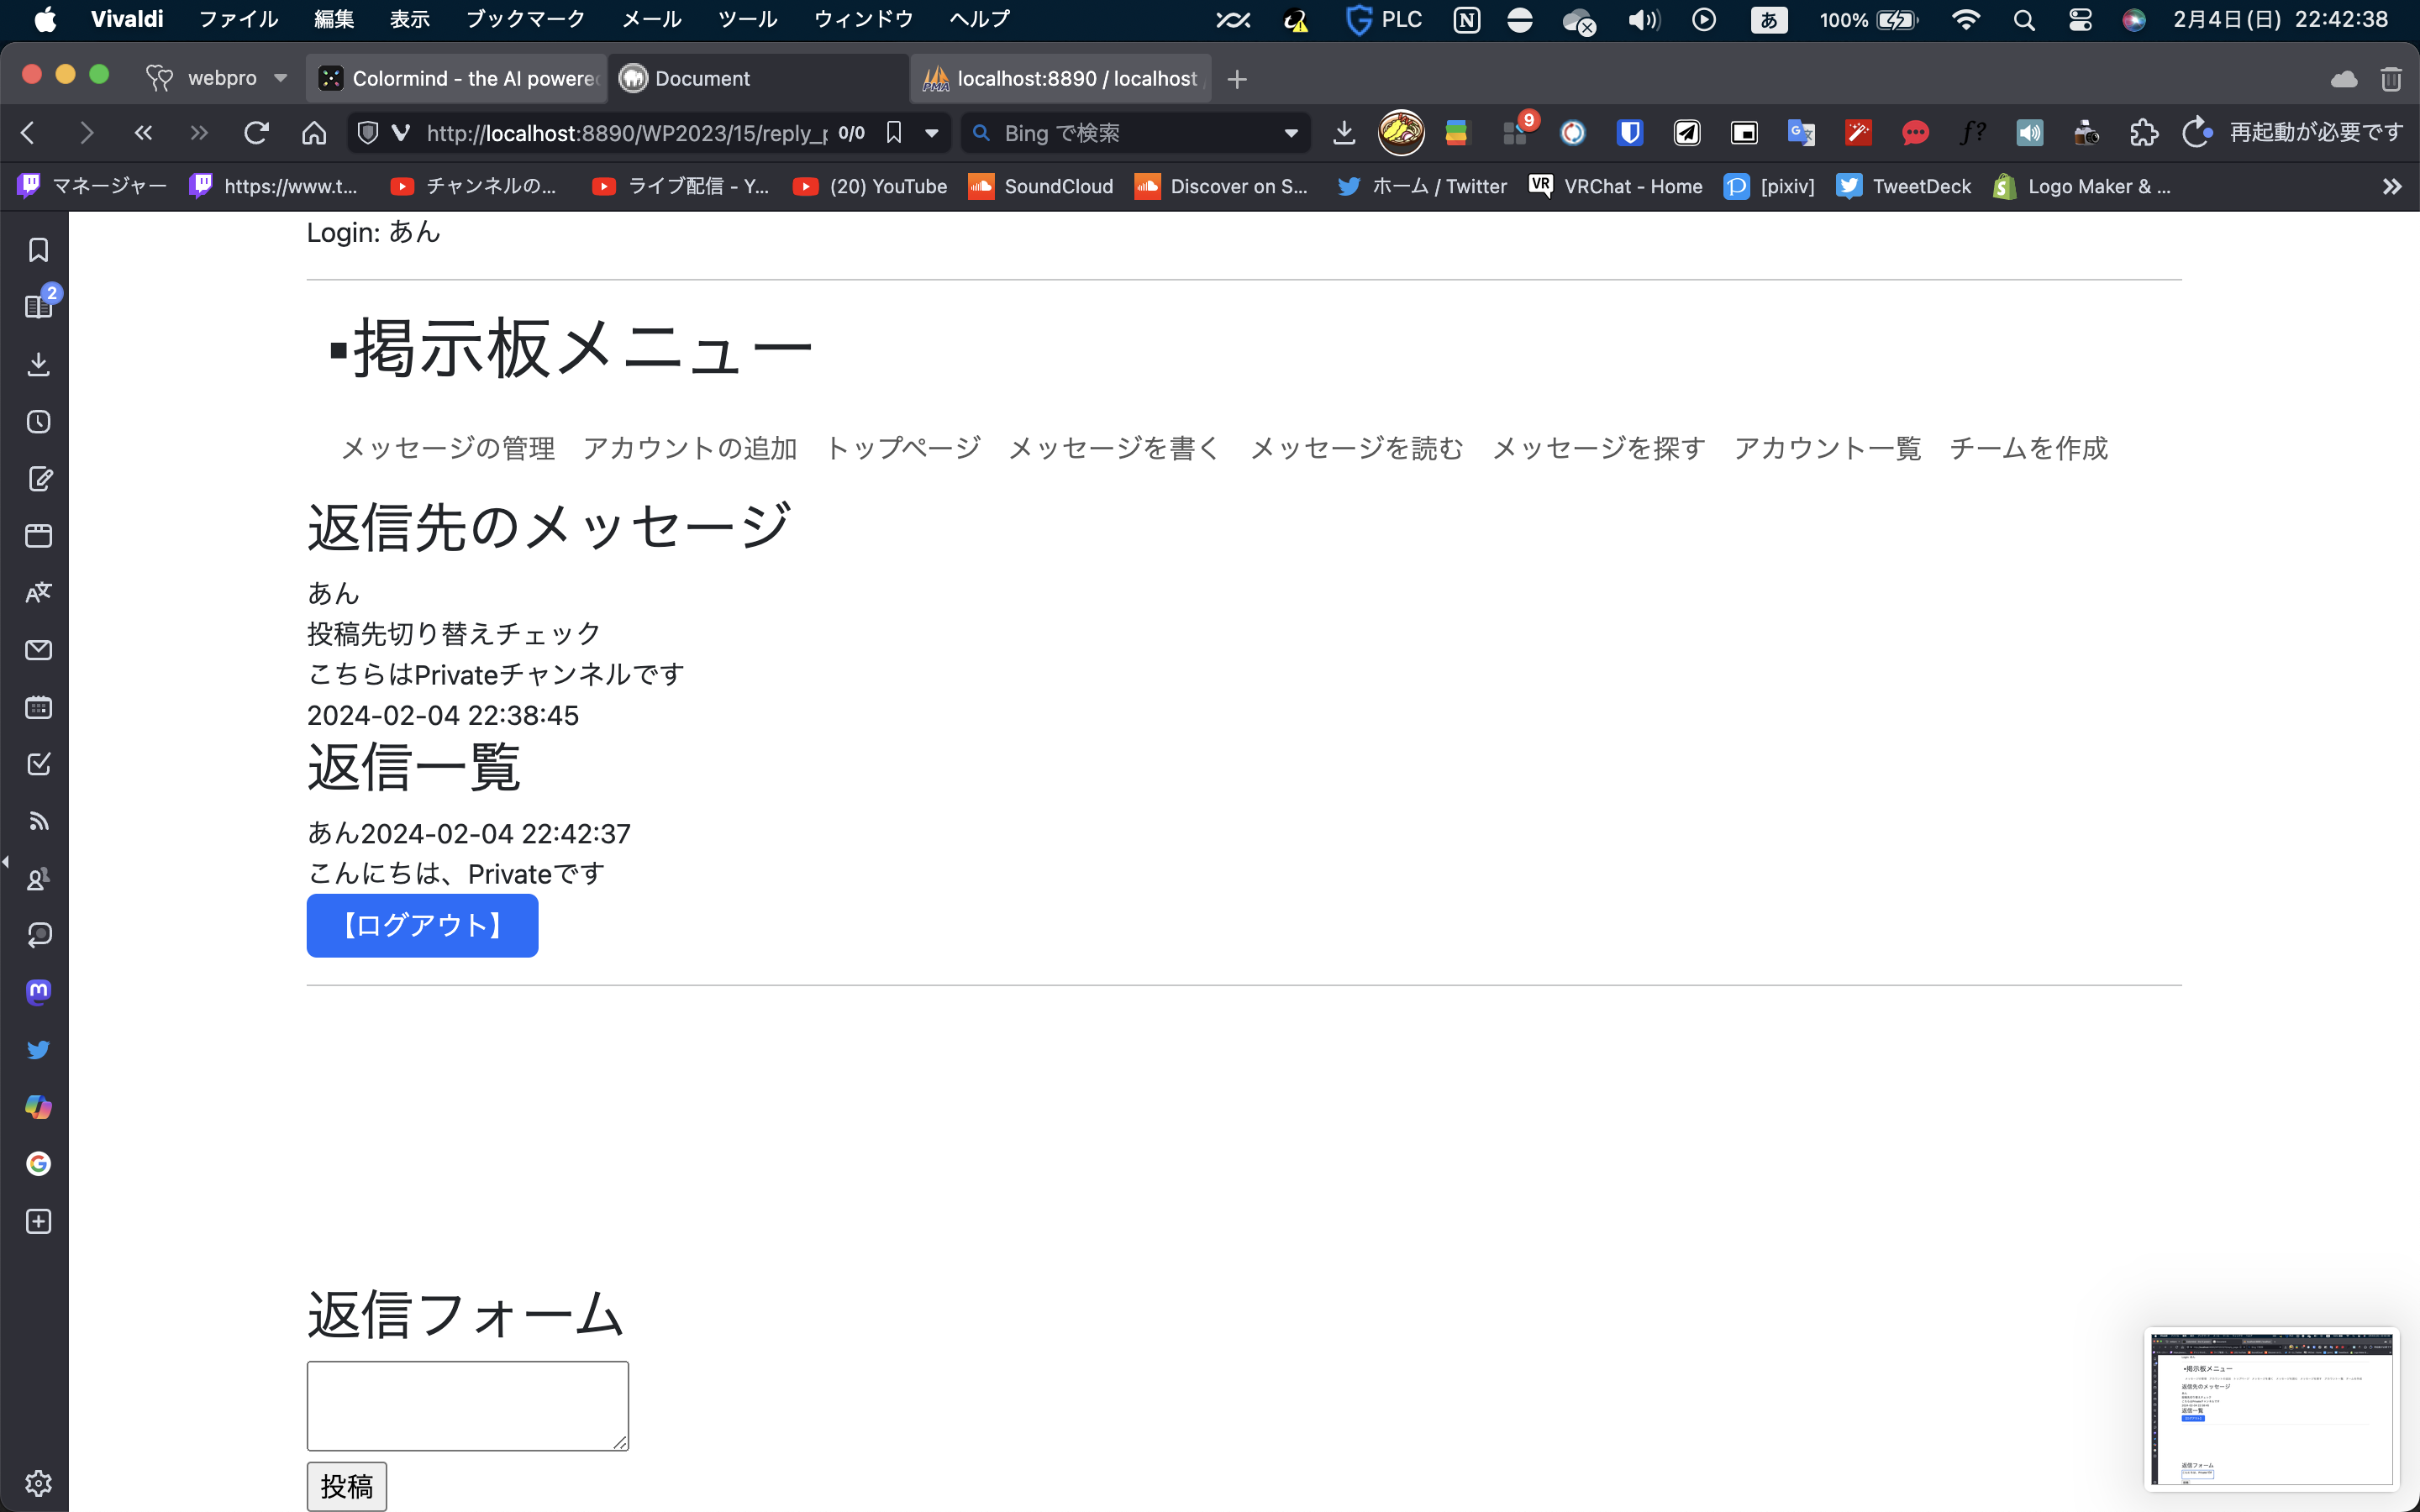 Vivaldi ファイル 編集 表示 ブックマーク メール ツール ウィンドウ ヘルプ PLC あ 100% 2月4日(日) 22:42:38
webpro Colormind - the AI powere Document localhost:8890 / localhost
http://localhost:8890/WP2023/15/reply_ 0/0 Bing で検索 9 再起動が必要です
マネージャー https://www.t... チャンネルの... ライブ配信 - Y... (20) YouTube SoundCloud Discover on S... ホーム / Twitter VRChat - Home [pixiv] TweetDeck Logo Maker & ...
2
Login: あん
▪掲示板メニュー
メッセージの管理 アカウントの追加 トップページ メッセージを書く メッセージを読む メッセージを探す アカウント一覧 チームを作成
返信先のメッセージ
あん
投稿先切り替えチェック
こちらはPrivateチャンネルです
2024-02-04 22:38:45
返信一覧
あん2024-02-04 22:42:37
こんにちは、Privateです
【ログアウト】
返信フォーム
投稿